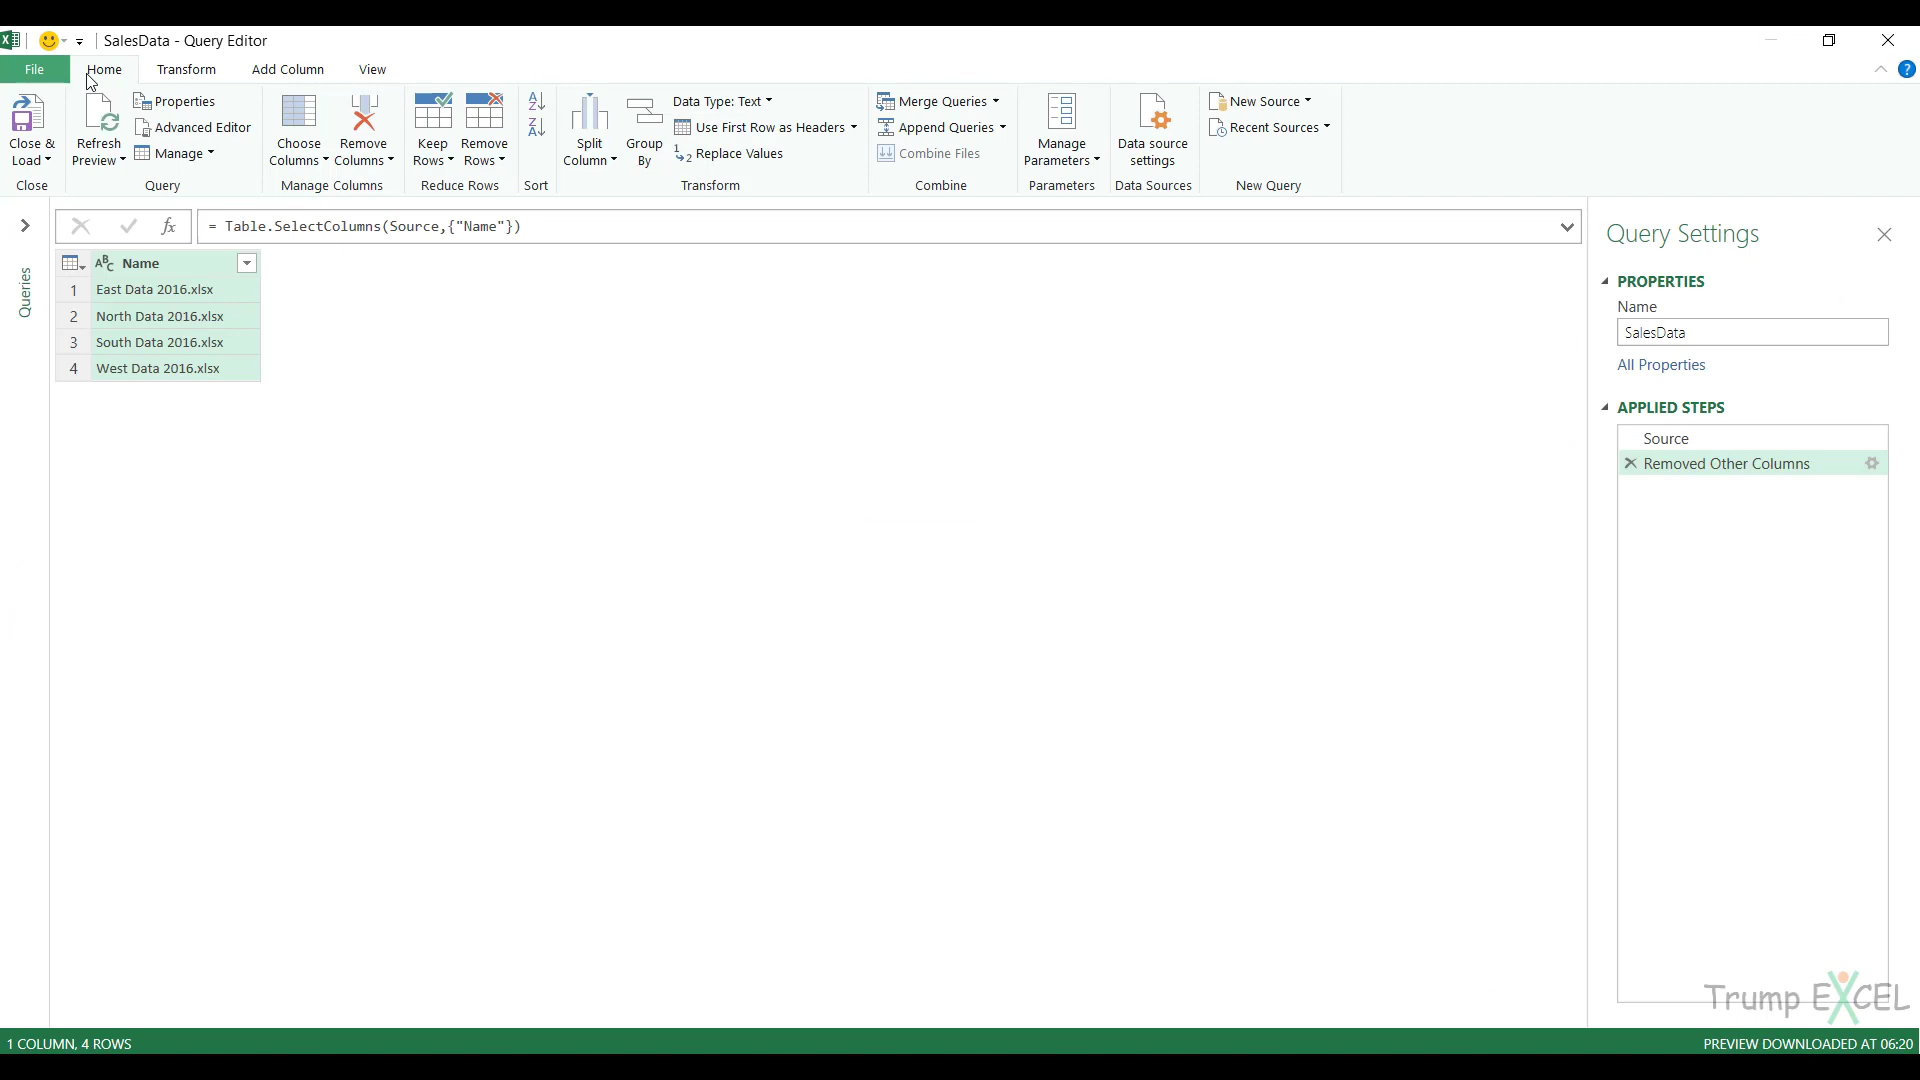 SalesData - Query Editor
File
Home
Transform
Add Column
View
?
Close & Load
Close
Refresh Preview
Properties
Advanced Editor
Manage
Query
Choose Columns
Remove Columns
Manage Columns
Keep Rows
Remove Rows
Reduce Rows
A Z
Z A
Sort
Split Column
Group By
Data Type: Text
Use First Row as Headers
1 2 Replace Values
Transform
Merge Queries
Append Queries
Combine Files
Combine
Manage Parameters
Parameters
Data source settings
Data Sources
New Source
Recent Sources
New Query
fx
= Table.SelectColumns(Source,{"Name"})
Queries
ABC Name
1 East Data 2016.xlsx
2 North Data 2016.xlsx
3 South Data 2016.xlsx
4 West Data 2016.xlsx
Query Settings
PROPERTIES
Name
SalesData
All Properties
APPLIED STEPS
Source
Removed Other Columns
Trump EXCEL
1 COLUMN, 4 ROWS
PREVIEW DOWNLOADED AT 06:20